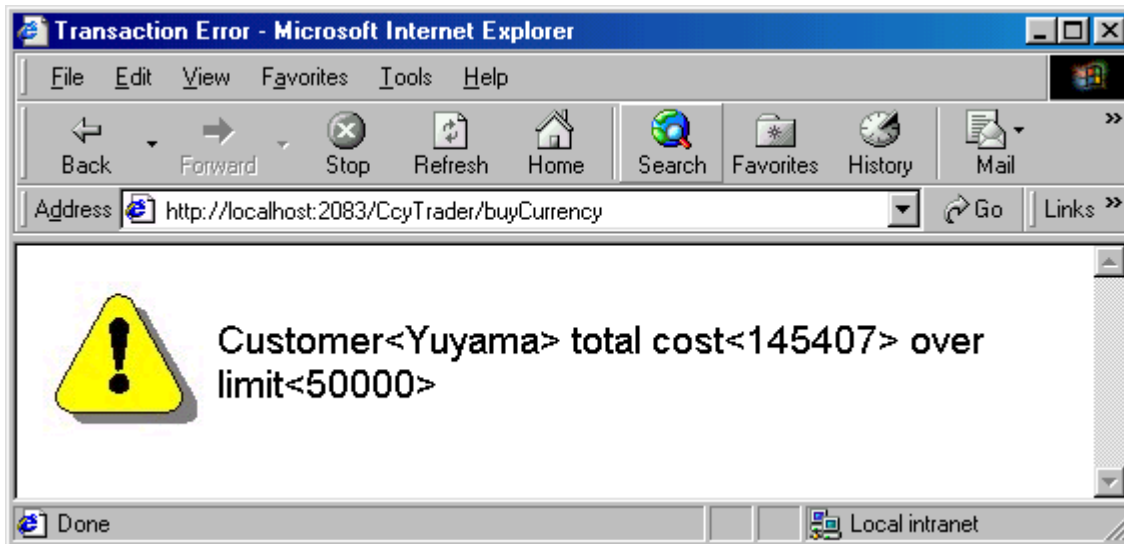 Transaction Error - Microsoft Internet Explorer
File Edit View Favorites Tools Help
Back Forward Stop Refresh Home Search Favorites History Mail »
Address http://localhost:2083/CcyTrader/buyCurrency Go Links »
Customer<Yuyama> total cost<145407> over
limit<50000>
Done Local intranet